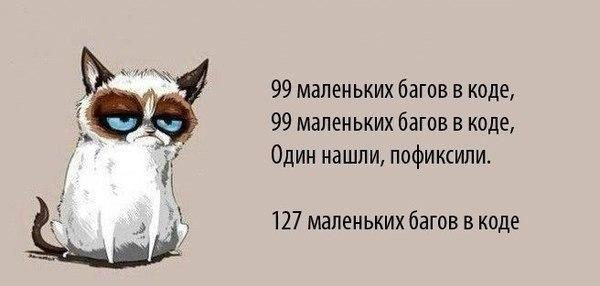 99 маленьких багов в коде,
99 маленьких багов в коде,
Один нашли, пофиксили.
127 маленьких багов в коде